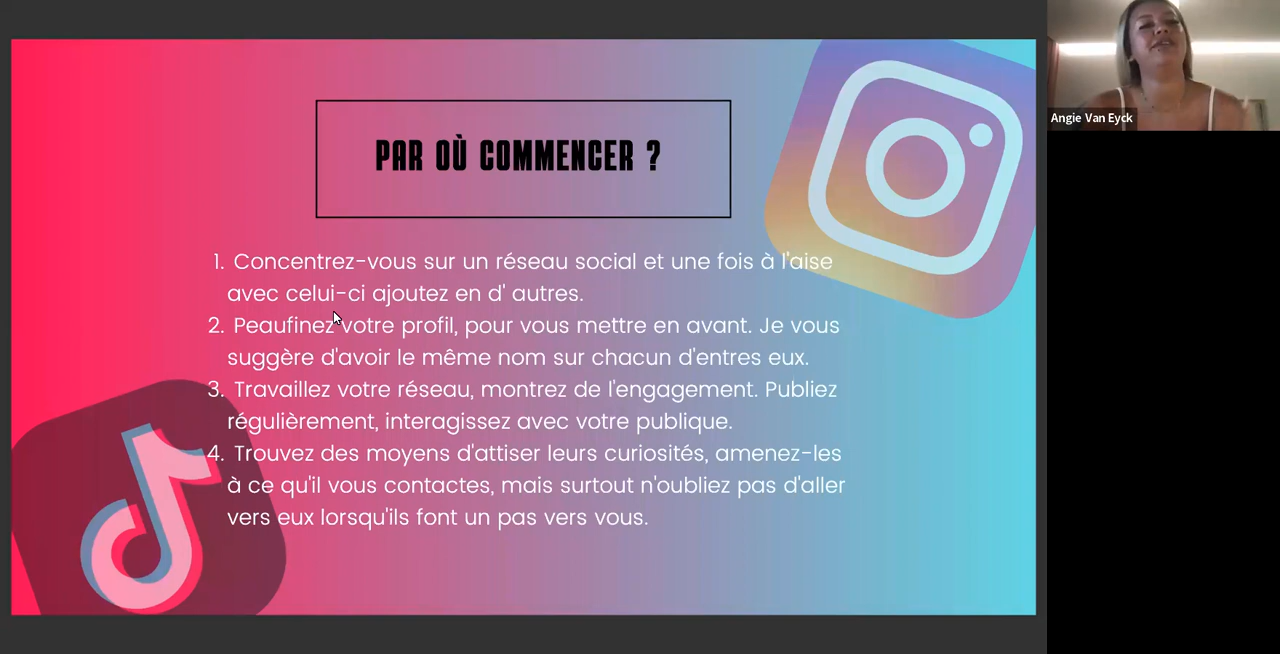 PAR OÙ COMMENCER ?
1. Concentrez-vous sur un réseau social et une fois à l'aise
avec celui-ci ajoutez en d' autres.
2. Peaufinez votre profil, pour vous mettre en avant. Je vous
suggère d'avoir le même nom sur chacun d'entres eux.
3. Travaillez votre réseau, montrez de l'engagement. Publiez
régulièrement, interagissez avec votre publique.
4. Trouvez des moyens d'attiser leurs curiosités, amenez-les
à ce qu'il vous contactes, mais surtout n'oubliez pas d'aller
vers eux lorsqu'ils font un pas vers vous.
Angie Van Eyck